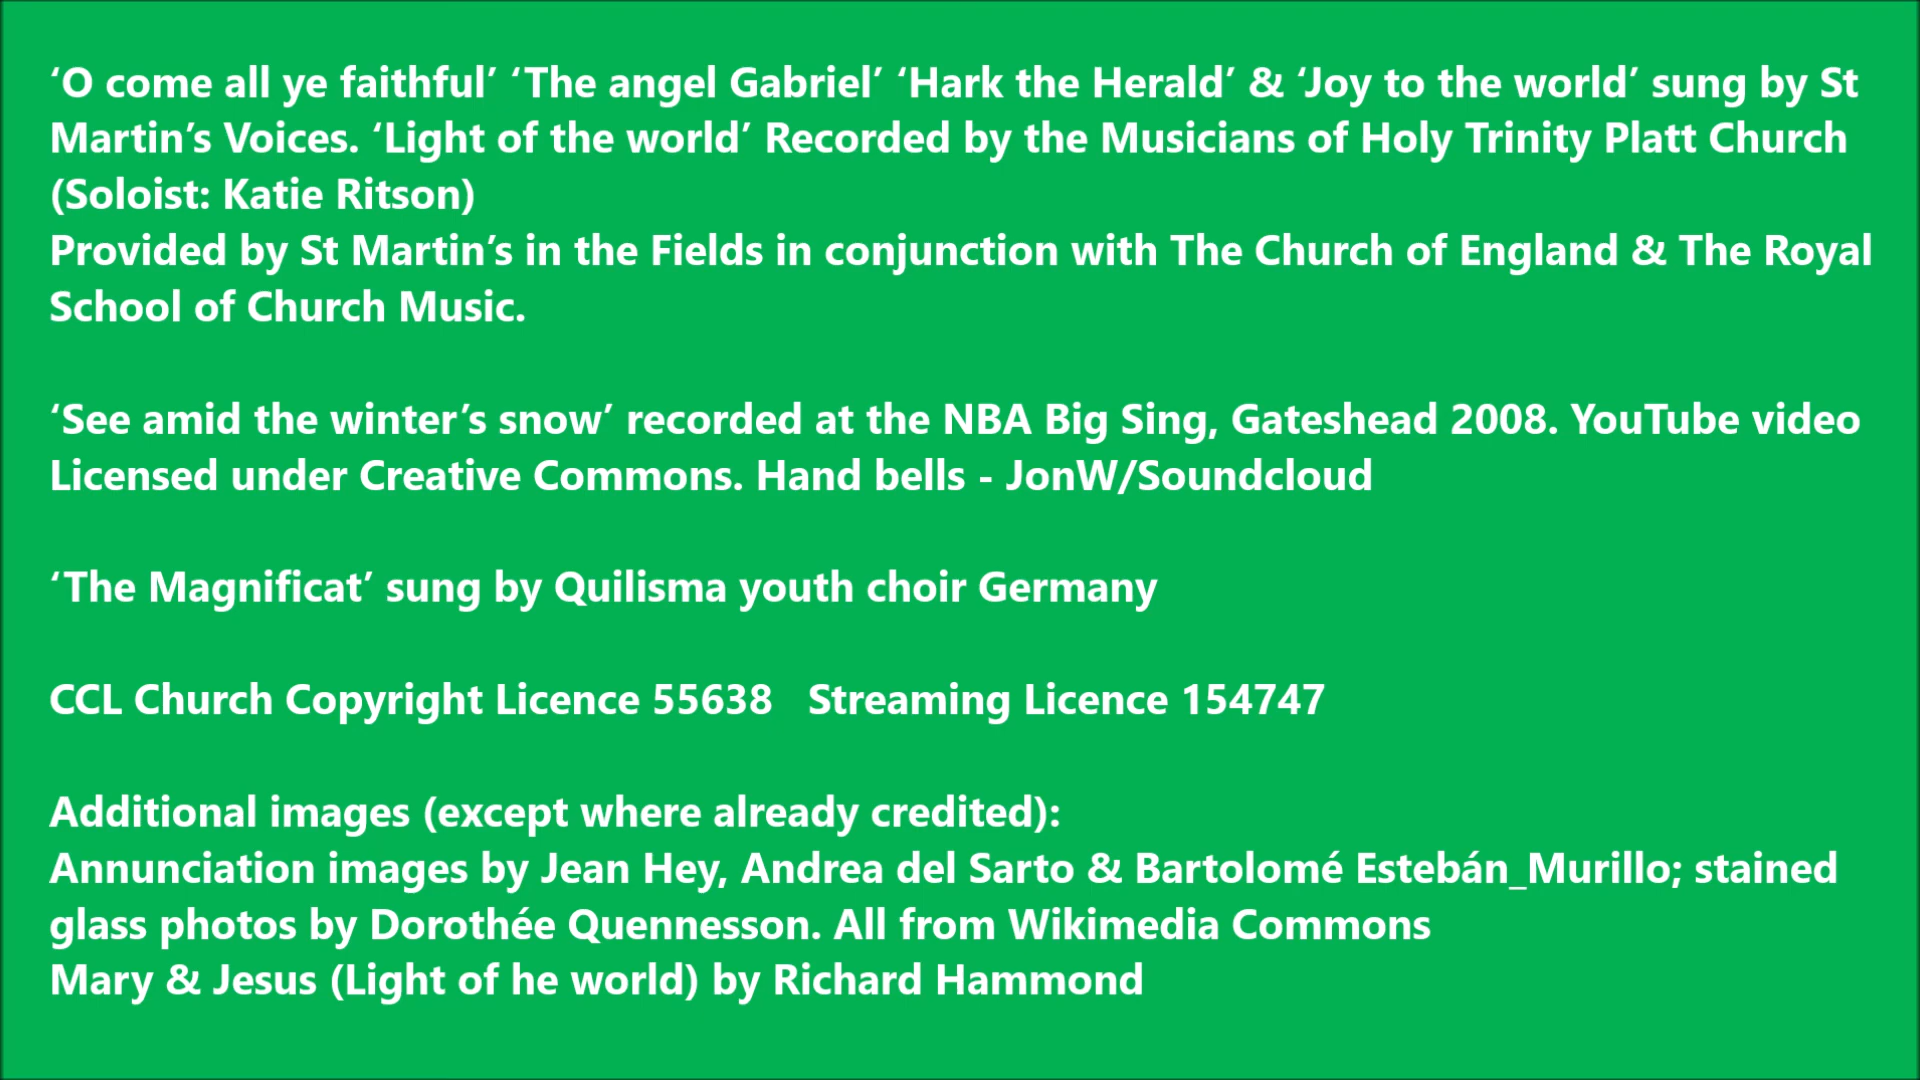 ‘O come all ye faithful’ ‘The angel Gabriel’ ‘Hark the Herald’ & ‘Joy to the world’ sung by St
Martin’s Voices. ‘Light of the world’ Recorded by the Musicians of Holy Trinity Platt Church
(Soloist: Katie Ritson)
Provided by St Martin’s in the Fields in conjunction with The Church of England & The Royal
School of Church Music.
‘See amid the winter’s snow’ recorded at the NBA Big Sing, Gateshead 2008. YouTube video
Licensed under Creative Commons. Hand bells - JonW/Soundcloud
‘The Magnificat’ sung by Quilisma youth choir Germany
CCL Church Copyright Licence 55638   Streaming Licence 154747
Additional images (except where already credited):
Annunciation images by Jean Hey, Andrea del Sarto & Bartolomé Estebán_Murillo; stained
glass photos by Dorothée Quennesson. All from Wikimedia Commons
Mary & Jesus (Light of he world) by Richard Hammond